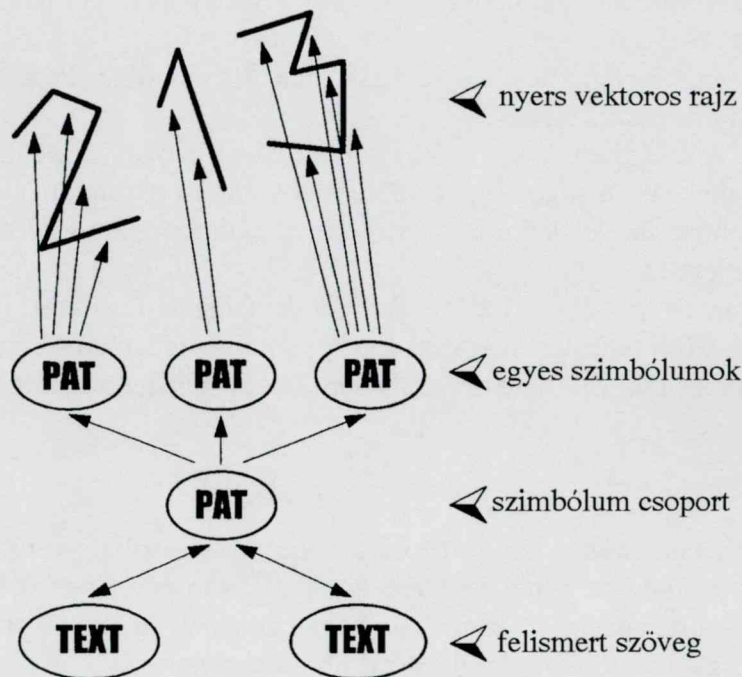 nyers vektoros rajz
PAT PAT PAT egyes szimbólumok
PAT szimbólum csoport
TEXT TEXT felismert szöveg